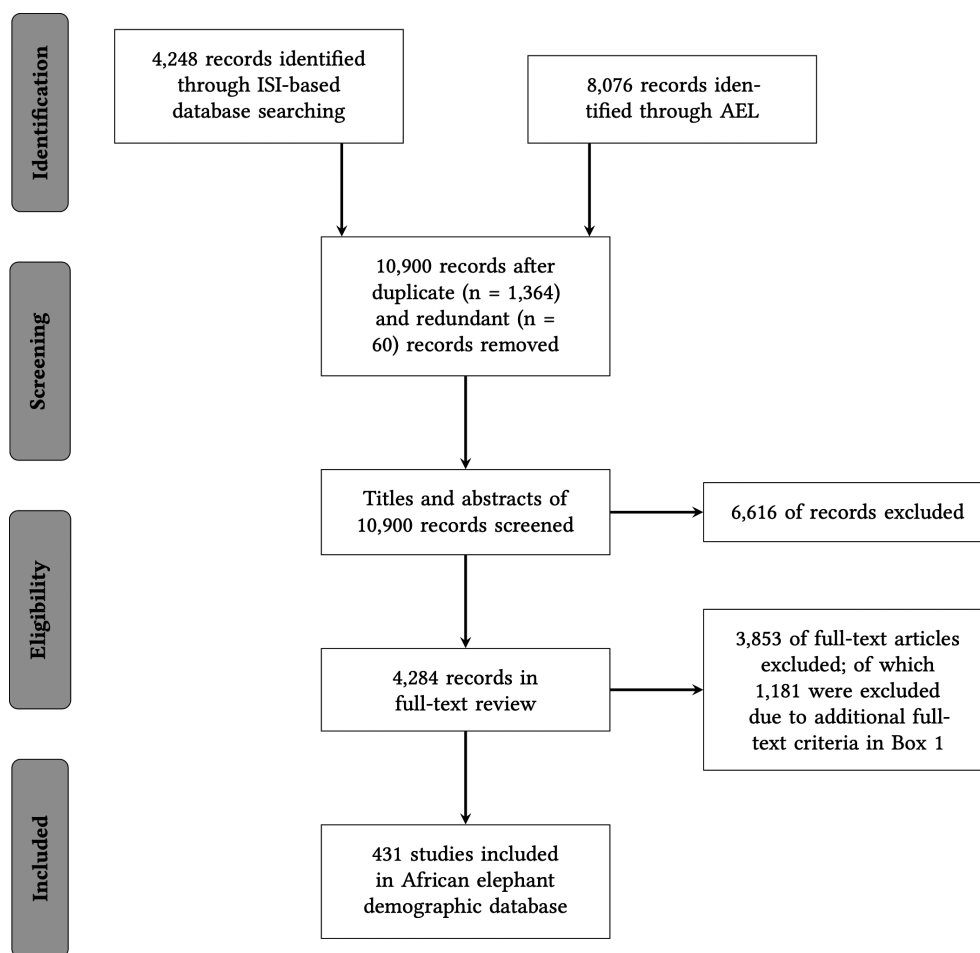 Identification
4,248 records identified
through ISI-based
database searching
8,076 records iden-
tified through AEL
Screening
10,900 records after
duplicate (n = 1,364)
and redundant (n =
60) records removed
Titles and abstracts of
10,900 records screened
6,616 of records excluded
Eligibility
4,284 records in
full-text review
3,853 of full-text articles
excluded; of which
1,181 were excluded
due to additional full-
text criteria in Box 1
Included
431 studies included
in African elephant
demographic database